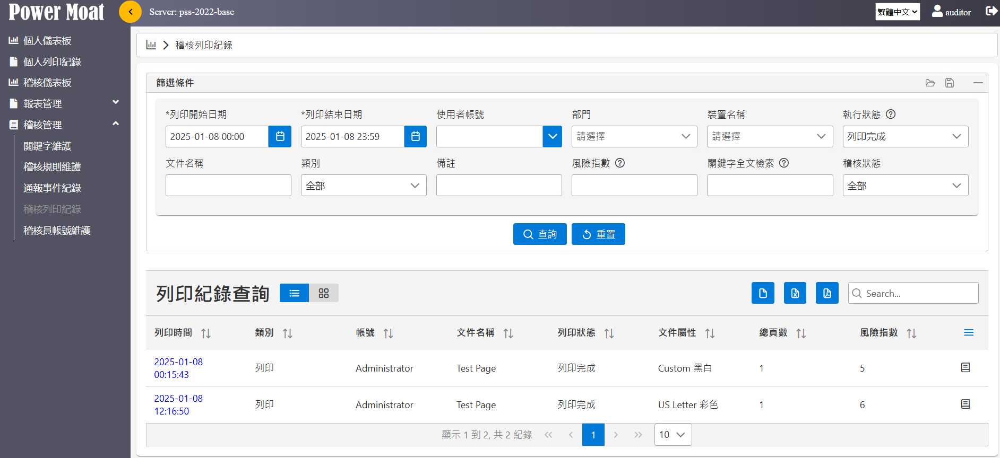 Power Moat
Server: pss-2022-base
繁體中文
auditor
個人儀表板
個人列印紀錄
稽核儀表板
報表管理
稽核管理
關鍵字維護
稽核規則維護
通報事件紀錄
稽核列印紀錄
稽核員帳號維護
稽核列印紀錄
篩選條件
*列印開始日期 *列印結束日期 使用者帳號 部門 裝置名稱 執行狀態
2025-01-08 00:00 2025-01-08 23:59 請選擇 請選擇 列印完成
文件名稱 類別 備註 風險指數 關鍵字全文檢索 稽核狀態
全部 全部
查詢 重置
列印紀錄查詢
Search...
列印時間 類別 帳號 文件名稱 列印狀態 文件屬性 總頁數 風險指數
2025-01-08 00:15:43 列印 Administrator Test Page 列印完成 Custom 黑白 1 5
2025-01-08 12:16:50 列印 Administrator Test Page 列印完成 US Letter 彩色 1 6
顯示 1 到 2, 共 2 紀錄 1 10